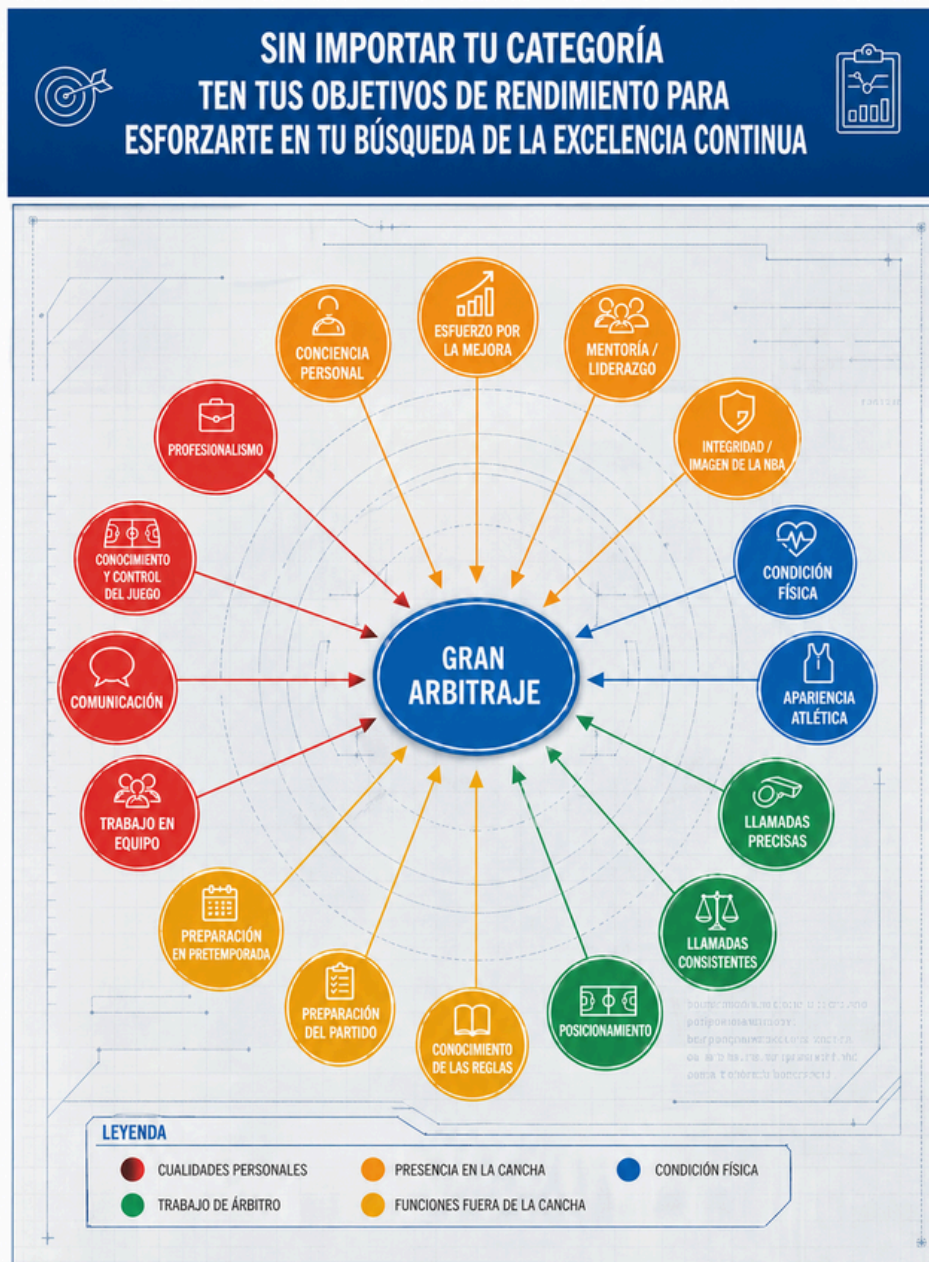 SIN IMPORTAR TU CATEGORÍA
TEN TUS OBJETIVOS DE RENDIMIENTO PARA
ESFORZARTE EN TU BÚSQUEDA DE LA EXCELENCIA CONTINUA
ESFUERZO POR
LA MEJORA
CONCIENCIA
PERSONAL
MENTORÍA /
LIDERAZGO
PROFESIONALISMO
INTEGRIDAD /
IMAGEN DE LA NBA
CONOCIMIENTO
Y CONTROL
DEL JUEGO
CONDICIÓN
FÍSICA
GRAN
ARBITRAJE
COMUNICACIÓN
APARIENCIA
ATLÉTICA
TRABAJO EN
EQUIPO
LLAMADAS
PRECISAS
PREPARACIÓN
EN PRETEMPORADA
LLAMADAS
CONSISTENTES
PREPARACIÓN
DEL PARTIDO
CONOCIMIENTO
DE LAS REGLAS
POSICIONAMIENTO
LEYENDA
CUALIDADES PERSONALES
PRESENCIA EN LA CANCHA
CONDICIÓN FÍSICA
TRABAJO DE ÁRBITRO
FUNCIONES FUERA DE LA CANCHA